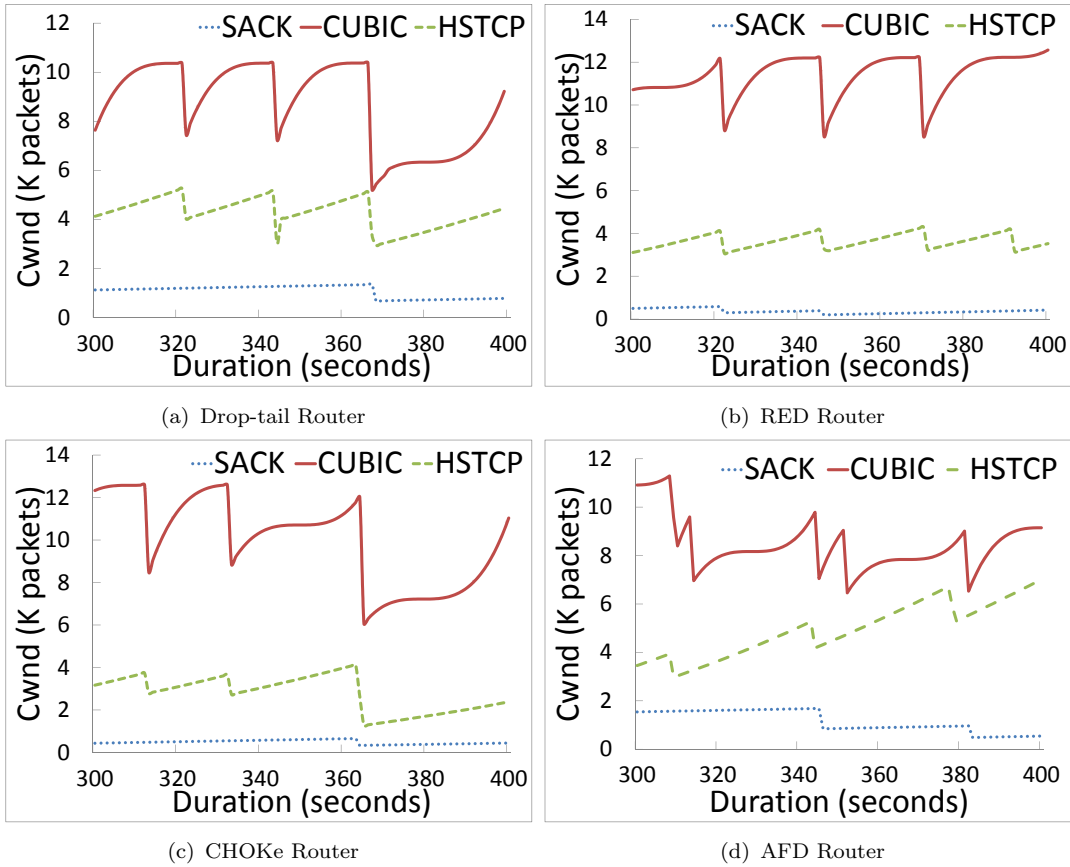 SACK CUBIC HSTCP
Cwnd (K packets)
12
10
8
6
4
2
0
300 320 340 360 380 400
Duration (seconds)
(a) Drop-tail Router
SACK CUBIC HSTCP
Cwnd (K packets)
14
12
10
8
6
4
2
0
300 320 340 360 380 400
Duration (seconds)
(b) RED Router
SACK CUBIC HSTCP
Cwnd (K packets)
14
12
10
8
6
4
2
0
300 320 340 360 380 400
Duration (seconds)
(c) CHOKe Router
SACK CUBIC HSTCP
Cwnd (K packets)
12
10
8
6
4
2
0
300 320 340 360 380 400
Duration (seconds)
(d) AFD Router